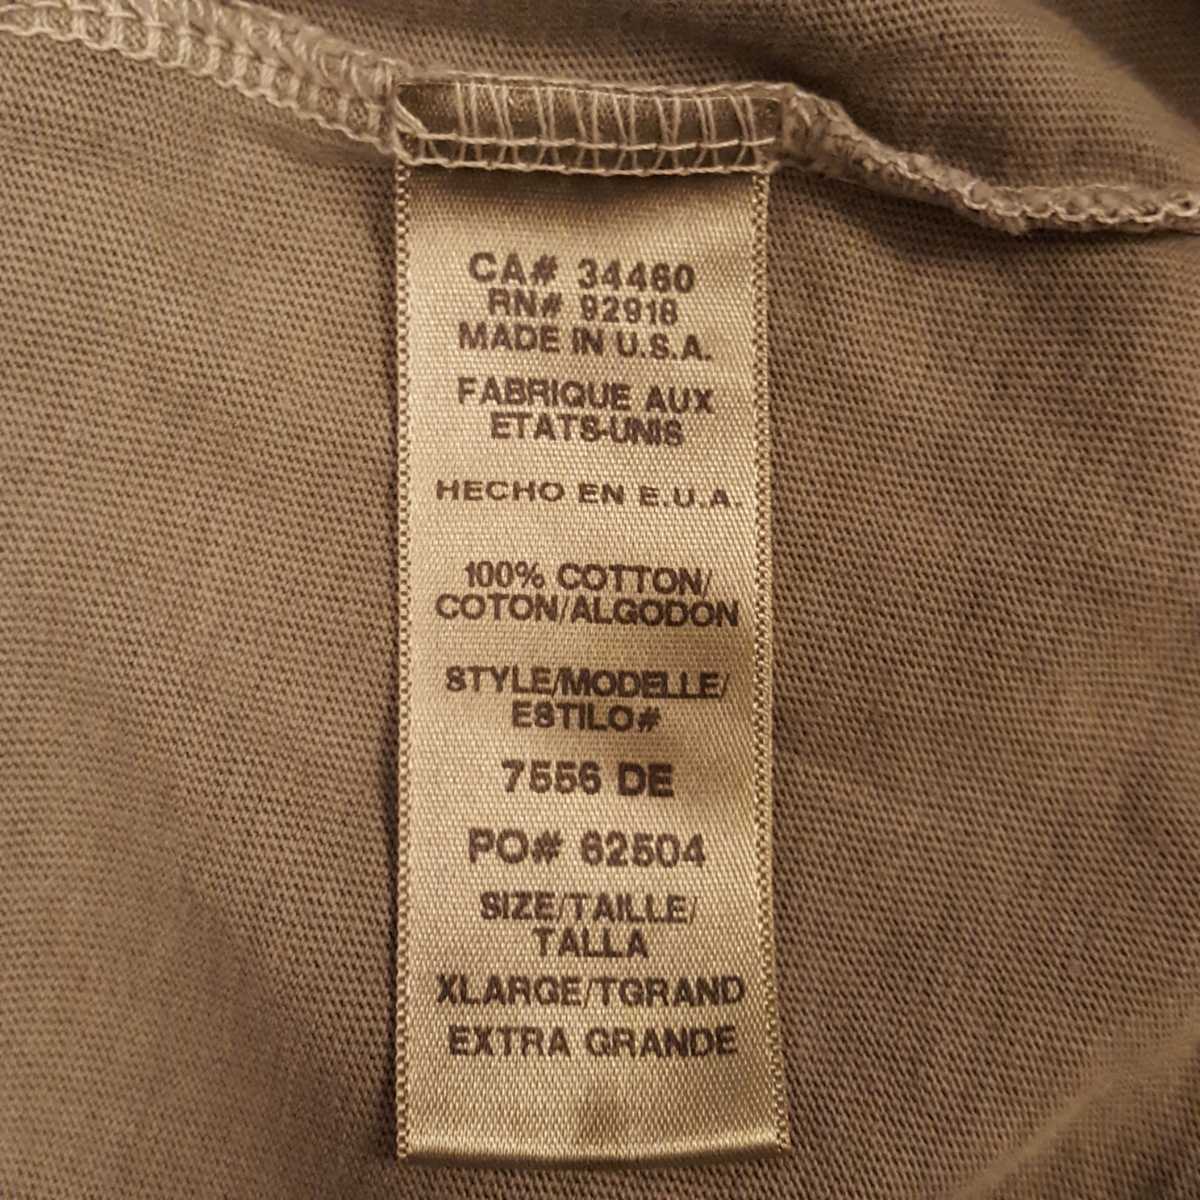 CA# 34460
RN# 92918
MADE IN U.S.A.
FABRIQUE AUX
ETATS-UNIS
HECHO EN E.U.A.
100% COTTON/
COTON/ALGODON
STYLE/MODELLE/
ESTILO#
7556 DE
PO# 62504
SIZE/TAILLE/
TALLA
XLARGE/TGRAND
EXTRA GRANDE